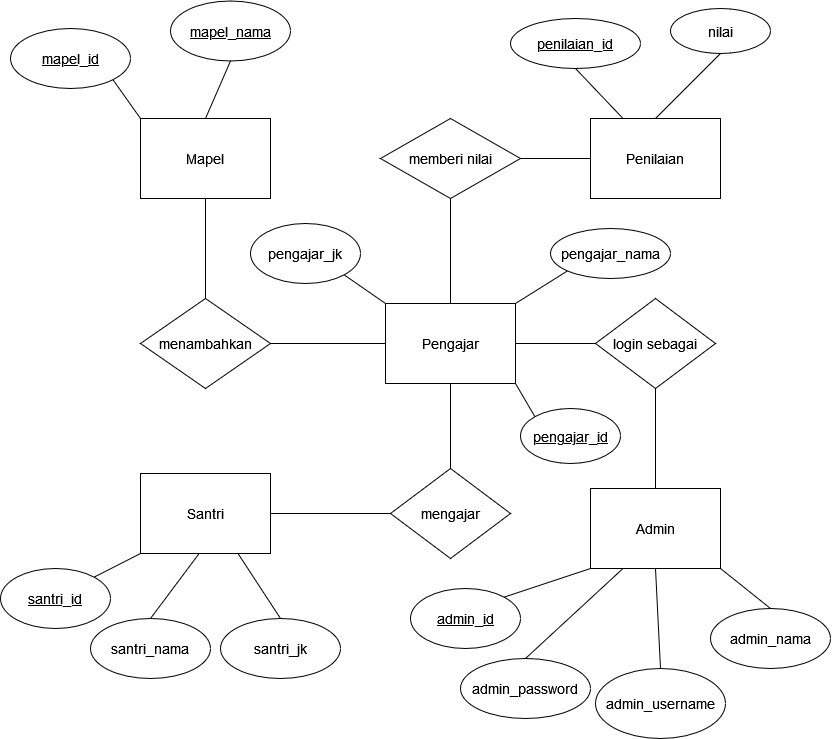 mapel_nama
nilai
penilaian_id
mapel_id
Mapel
memberi nilai
Penilaian
pengajar_jk
pengajar_nama
menambahkan
Pengajar
login sebagai
pengajar_id
Santri
mengajar
Admin
santri_id
admin_id
admin_nama
santri_nama
santri_jk
admin_password
admin_username